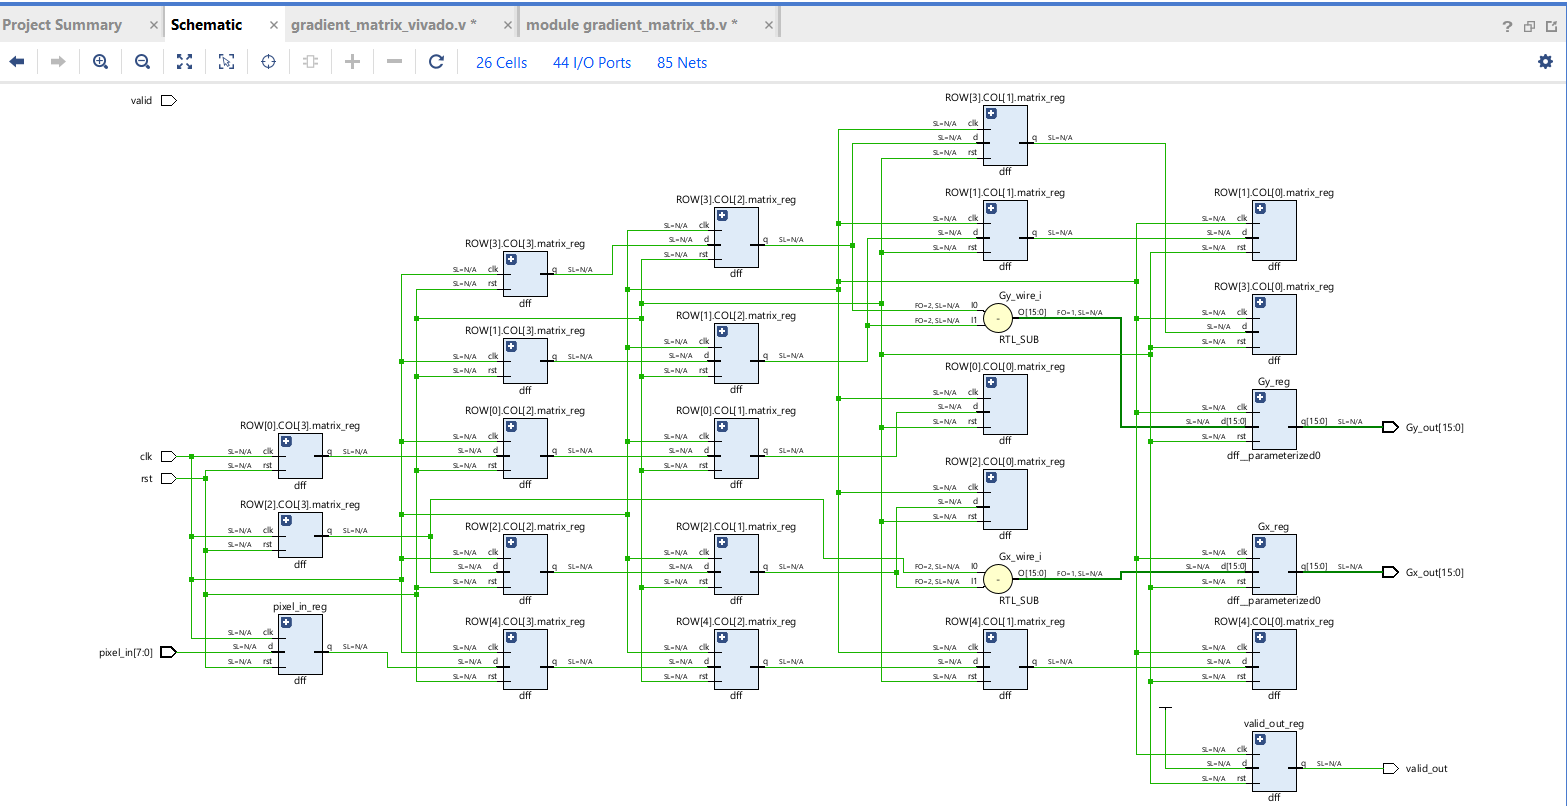 Project Summary × Schematic × gradient_matrix_vivado.v * × module gradient_matrix_tb.v * × ?
26 Cells 44 I/O Ports 85 Nets
valid
ROW[3].COL[1].matrix_reg
SL=N/A clk
SL=N/A d q SL=N/A
SL=N/A rst
dff
ROW[1].COL[1].matrix_reg
SL=N/A clk
SL=N/A d q SL=N/A
SL=N/A rst
dff
ROW[1].COL[0].matrix_reg
SL=N/A clk
SL=N/A d
SL=N/A rst
dff
ROW[3].COL[2].matrix_reg
SL=N/A clk
SL=N/A d q SL=N/A
SL=N/A rst
dff
ROW[3].COL[3].matrix_reg
SL=N/A clk q SL=N/A
SL=N/A rst
dff
Gy_wire_i
FO=2, SL=N/A I0 O[15:0] FO=1, SL=N/A
FO=2, SL=N/A I1
-
RTL_SUB
ROW[3].COL[0].matrix_reg
SL=N/A clk
SL=N/A d
SL=N/A rst
dff
ROW[1].COL[3].matrix_reg
SL=N/A clk q SL=N/A
SL=N/A rst
dff
ROW[1].COL[2].matrix_reg
SL=N/A clk
SL=N/A d q SL=N/A
SL=N/A rst
dff
ROW[0].COL[0].matrix_reg
SL=N/A clk
SL=N/A d
SL=N/A rst
dff
Gy_reg
SL=N/A clk
SL=N/A d[15:0] q[15:0] SL=N/A Gy_out[15:0]
SL=N/A rst
dff__parameterized0
ROW[0].COL[3].matrix_reg
clk SL=N/A clk q SL=N/A
rst SL=N/A rst
dff
ROW[0].COL[2].matrix_reg
SL=N/A clk
SL=N/A d q SL=N/A
SL=N/A rst
dff
ROW[0].COL[1].matrix_reg
SL=N/A clk
SL=N/A d q SL=N/A
SL=N/A rst
dff
ROW[2].COL[0].matrix_reg
SL=N/A clk
SL=N/A d
SL=N/A rst
dff
ROW[2].COL[3].matrix_reg
SL=N/A clk q SL=N/A
SL=N/A rst
dff
ROW[2].COL[2].matrix_reg
SL=N/A clk
SL=N/A d q SL=N/A
SL=N/A rst
dff
ROW[2].COL[1].matrix_reg
SL=N/A clk
SL=N/A d q SL=N/A
SL=N/A rst
dff
Gx_wire_i
FO=2, SL=N/A I0 O[15:0] FO=1, SL=N/A
FO=2, SL=N/A I1
-
RTL_SUB
Gx_reg
SL=N/A clk
SL=N/A d[15:0] q[15:0] SL=N/A Gx_out[15:0]
SL=N/A rst
dff__parameterized0
pixel_in_reg
SL=N/A clk
pixel_in[7:0] SL=N/A d q SL=N/A
SL=N/A rst
dff
ROW[4].COL[3].matrix_reg
SL=N/A clk
SL=N/A d q SL=N/A
SL=N/A rst
dff
ROW[4].COL[2].matrix_reg
SL=N/A clk
SL=N/A d q SL=N/A
SL=N/A rst
dff
ROW[4].COL[1].matrix_reg
SL=N/A clk
SL=N/A d q SL=N/A
SL=N/A rst
dff
ROW[4].COL[0].matrix_reg
SL=N/A clk
SL=N/A d
SL=N/A rst
dff
valid_out_reg
SL=N/A clk
SL=N/A d q SL=N/A valid_out
SL=N/A rst
dff